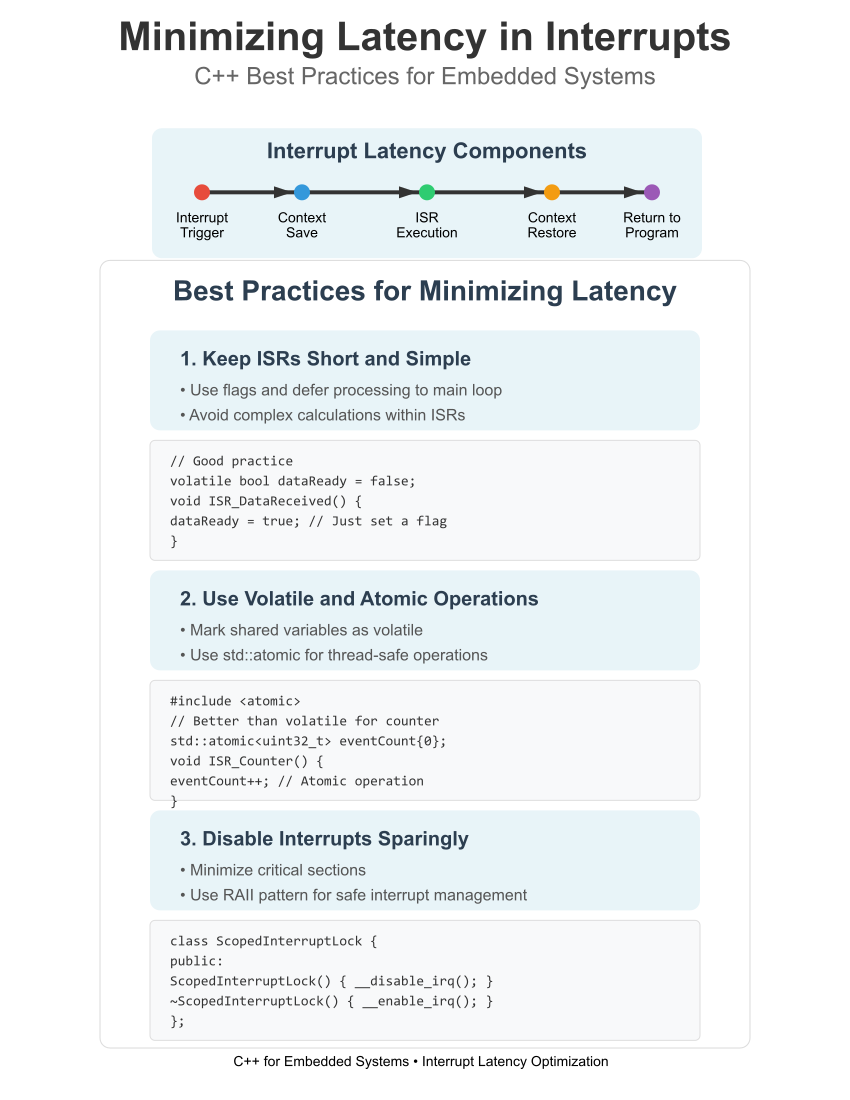 Minimizing Latency in Interrupts
C++ Best Practices for Embedded Systems
Interrupt Latency Components
Interrupt
Trigger
Context
Save
ISR
Execution
Context
Restore
Return to
Program
Best Practices for Minimizing Latency
1. Keep ISRs Short and Simple
• Use flags and defer processing to main loop
• Avoid complex calculations within ISRs
// Good practice
volatile bool dataReady = false;
void ISR_DataReceived() {
dataReady = true; // Just set a flag
}
2. Use Volatile and Atomic Operations
• Mark shared variables as volatile
• Use std::atomic for thread-safe operations
#include <atomic>
// Better than volatile for counter
std::atomic<uint32_t> eventCount{0};
void ISR_Counter() {
eventCount++; // Atomic operation
}
3. Disable Interrupts Sparingly
• Minimize critical sections
• Use RAII pattern for safe interrupt management
class ScopedInterruptLock {
public:
ScopedInterruptLock() { __disable_irq(); }
~ScopedInterruptLock() { __enable_irq(); }
};
C++ for Embedded Systems • Interrupt Latency Optimization